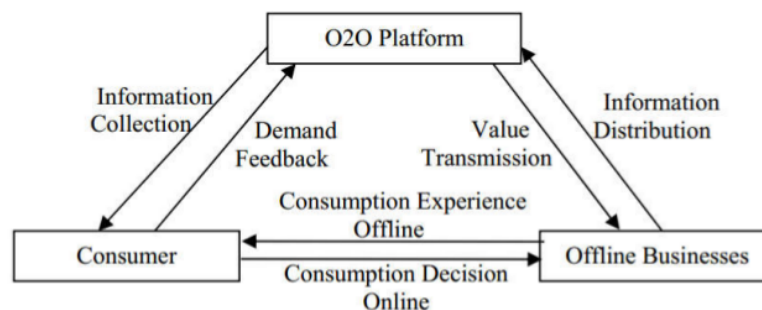 O2O Platform
Information
Collection
Demand
Feedback
Value
Transmission
Information
Distribution
Consumption Experience
Offline
Consumer
Offline Businesses
Consumption Decision
Online